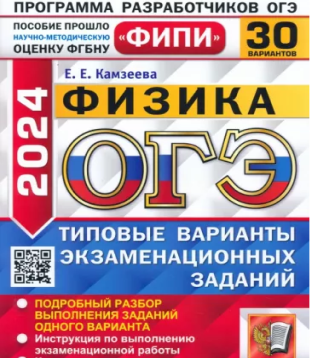 ПРОГРАММА РАЗРАБОТЧИКОВ ОГЭ
ПОСОБИЕ ПРОШЛО
НАУЧНО-МЕТОДИЧЕСКУЮ
ОЦЕНКУ ФГБНУ
«ФИПИ»
30
ВАРИАНТОВ
Е. Е. Камзеева
2024
ФИЗИКА
ОГЭ
ТИПОВЫЕ ВАРИАНТЫ
ЭКЗАМЕНАЦИОННЫХ
ЗАДАНИЙ
• ПОДРОБНЫЙ РАЗБОР
ВЫПОЛНЕНИЯ ЗАДАНИЙ
ОДНОГО ВАРИАНТА
• Инструкция по выполнению
экзаменационной работы